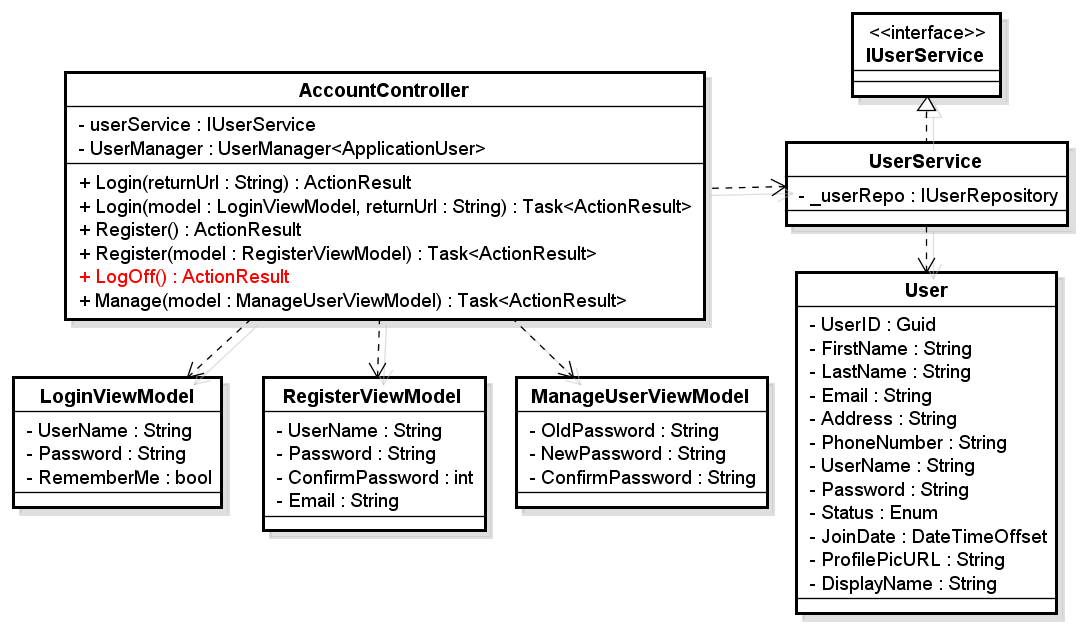 <<interface>>
IUserService
AccountController
- userService : IUserService
- UserManager : UserManager<ApplicationUser>
+ Login(returnUrl : String) : ActionResult
+ Login(model : LoginViewModel, returnUrl : String) : Task<ActionResult>
+ Register() : ActionResult
+ Register(model : RegisterViewModel) : Task<ActionResult>
+ LogOff() : ActionResult
+ Manage(model : ManageUserViewModel) : Task<ActionResult>
UserService
- _userRepo : IUserRepository
LoginViewModel
- UserName : String
- Password : String
- RememberMe : bool
RegisterViewModel
- UserName : String
- Password : String
- ConfirmPassword : int
- Email : String
ManageUserViewModel
- OldPassword : String
- NewPassword : String
- ConfirmPassword : String
User
- UserID : Guid
- FirstName : String
- LastName : String
- Email : String
- Address : String
- PhoneNumber : String
- UserName : String
- Password : String
- Status : Enum
- JoinDate : DateTimeOffset
- ProfilePicURL : String
- DisplayName : String